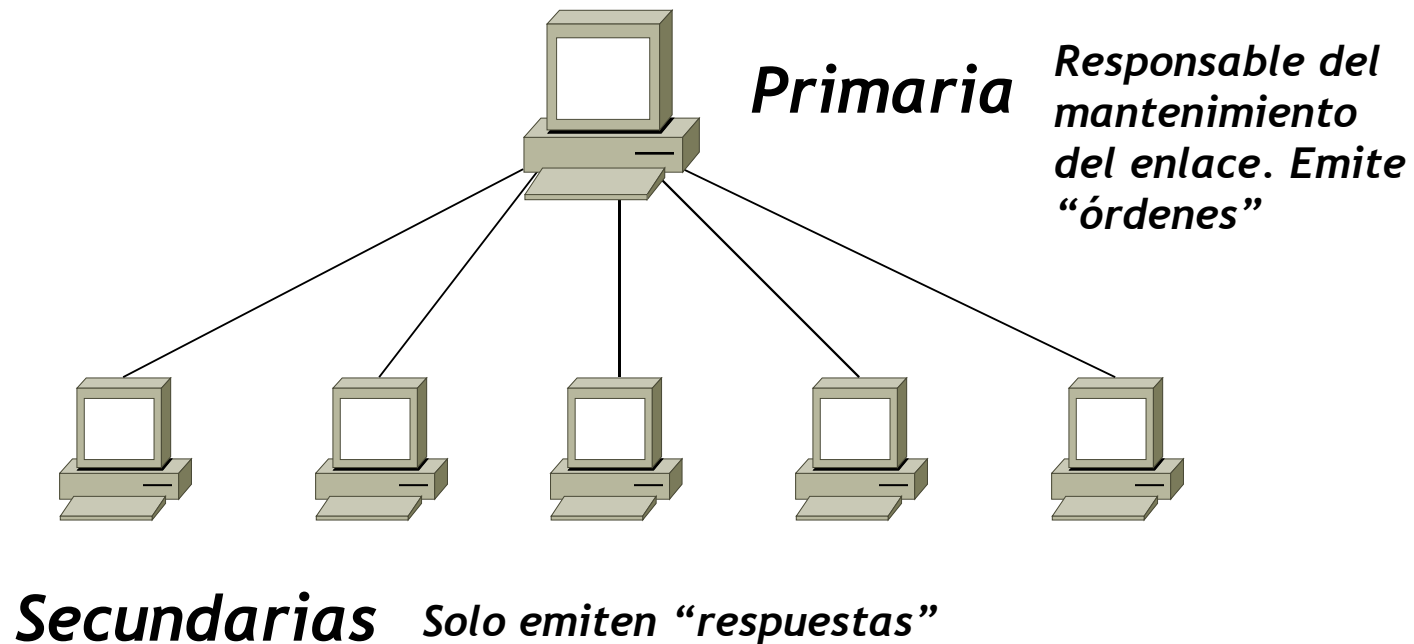 Primaria
Responsable del
mantenimiento
del enlace. Emite
“órdenes”
Secundarias
Solo emiten “respuestas”